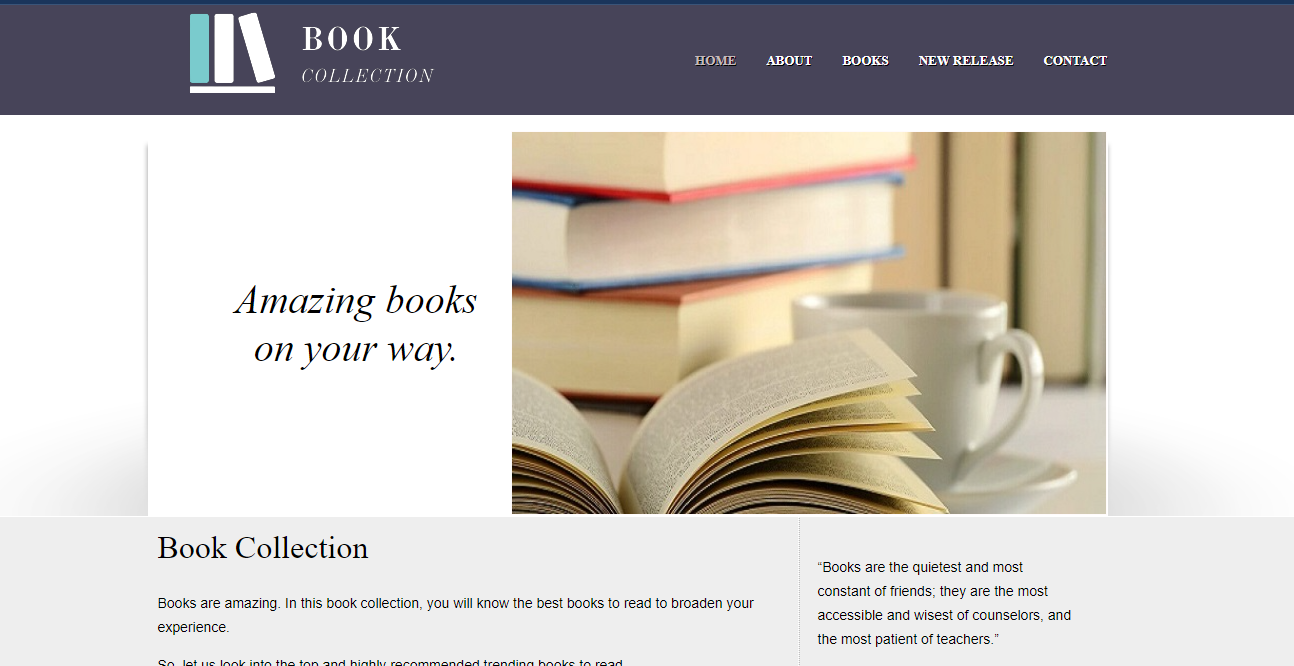 BOOK
COLLECTION
HOME ABOUT BOOKS NEW RELEASE CONTACT
Amazing books
on your way.
Book Collection
Books are amazing. In this book collection, you will know the best books to read to broaden your
experience.
So, let us look into the top and highly recommended trending books to read.
“Books are the quietest and most
constant of friends; they are the most
accessible and wisest of counselors, and
the most patient of teachers.”